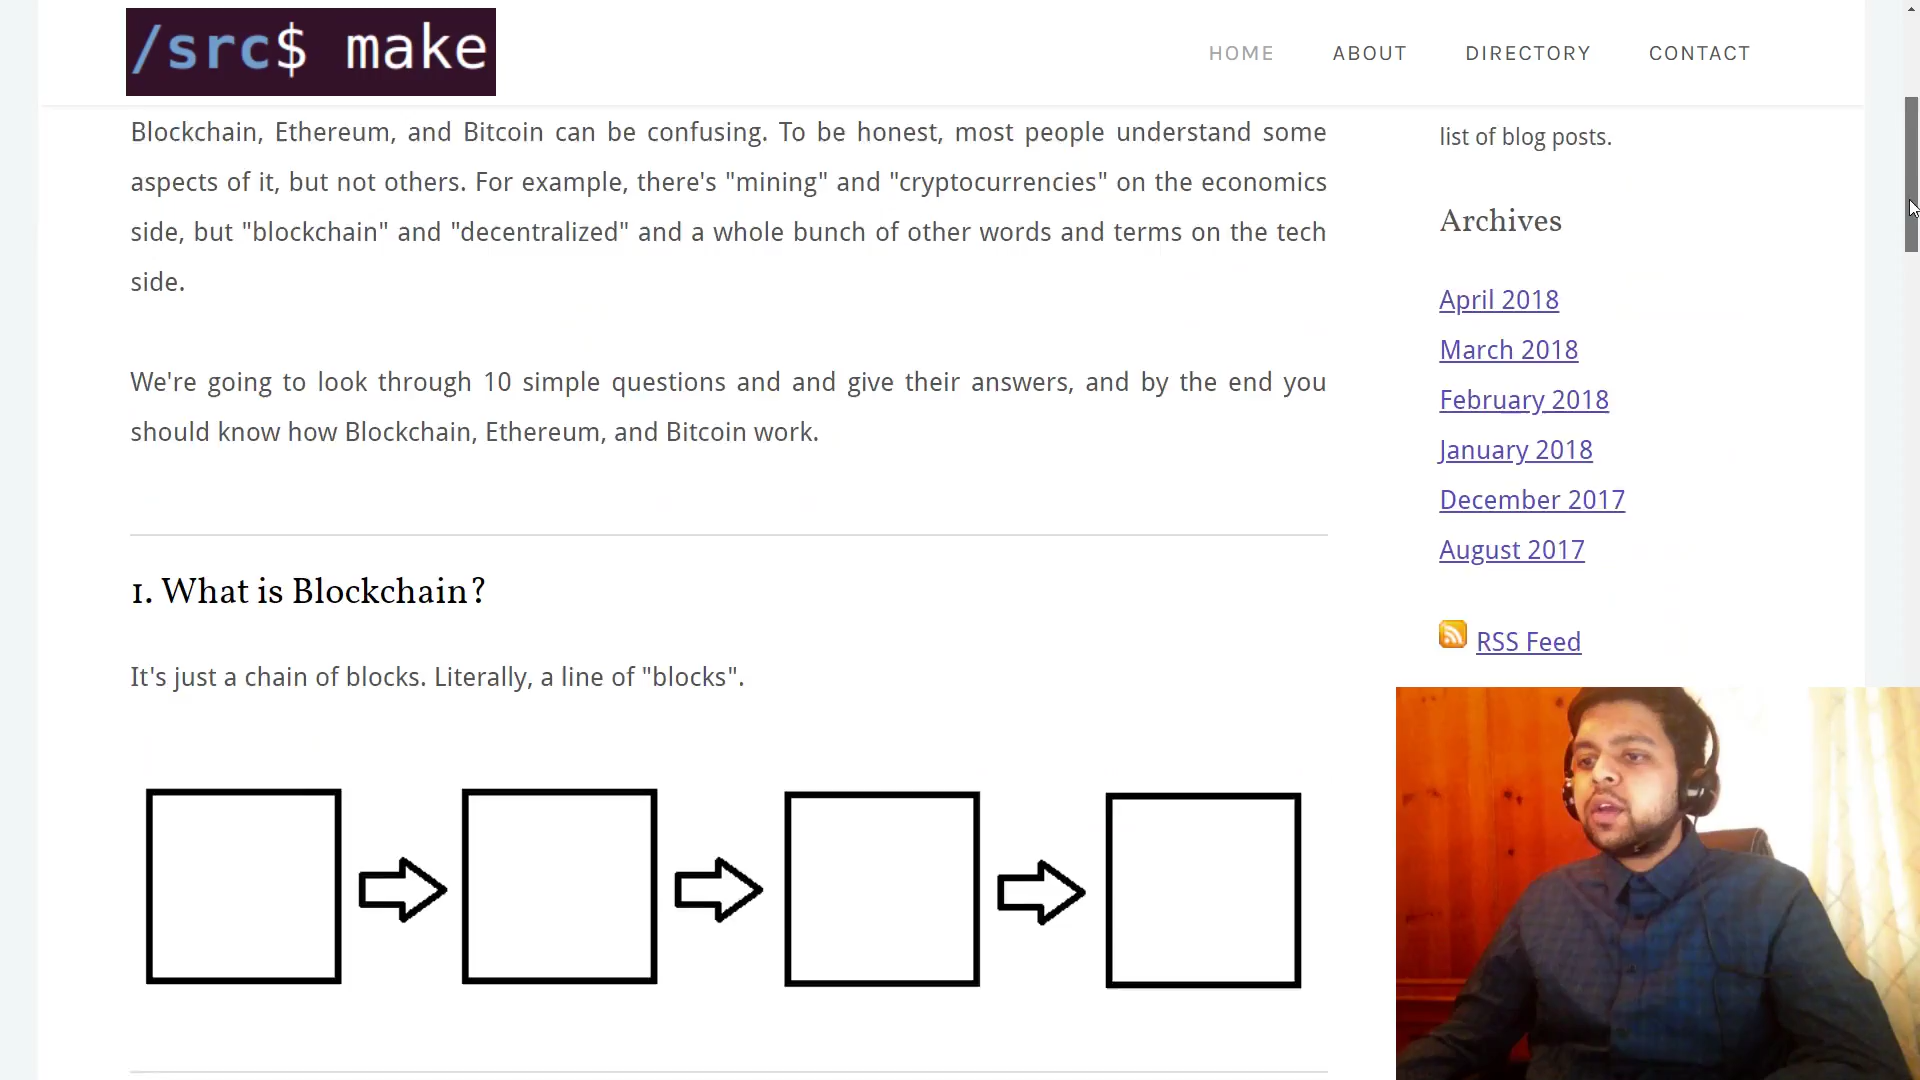 /src$ make
HOME
ABOUT
DIRECTORY
CONTACT
Blockchain, Ethereum, and Bitcoin can be confusing. To be honest, most people understand some
aspects of it, but not others. For example, there's "mining" and "cryptocurrencies" on the economics
side, but "blockchain" and "decentralized" and a whole bunch of other words and terms on the tech
side.
We're going to look through 10 simple questions and and give their answers, and by the end you
should know how Blockchain, Ethereum, and Bitcoin work.
1. What is Blockchain?
It's just a chain of blocks. Literally, a line of "blocks".
list of blog posts.
Archives
April 2018
March 2018
February 2018
January 2018
December 2017
August 2017
RSS Feed